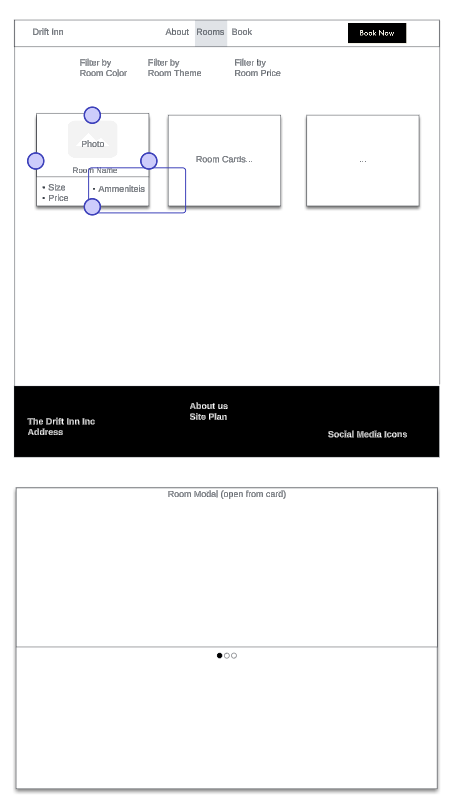 Drift Inn
About Rooms Book
Book Now
Filter by
Room Color
Filter by
Room Theme
Filter by
Room Price
Photo
Room Name
• Size
• Price
• Ammeniteis
Room Cards...
...
The Drift Inn Inc
Address
About us
Site Plan
Social Media Icons
Room Modal (open from card)